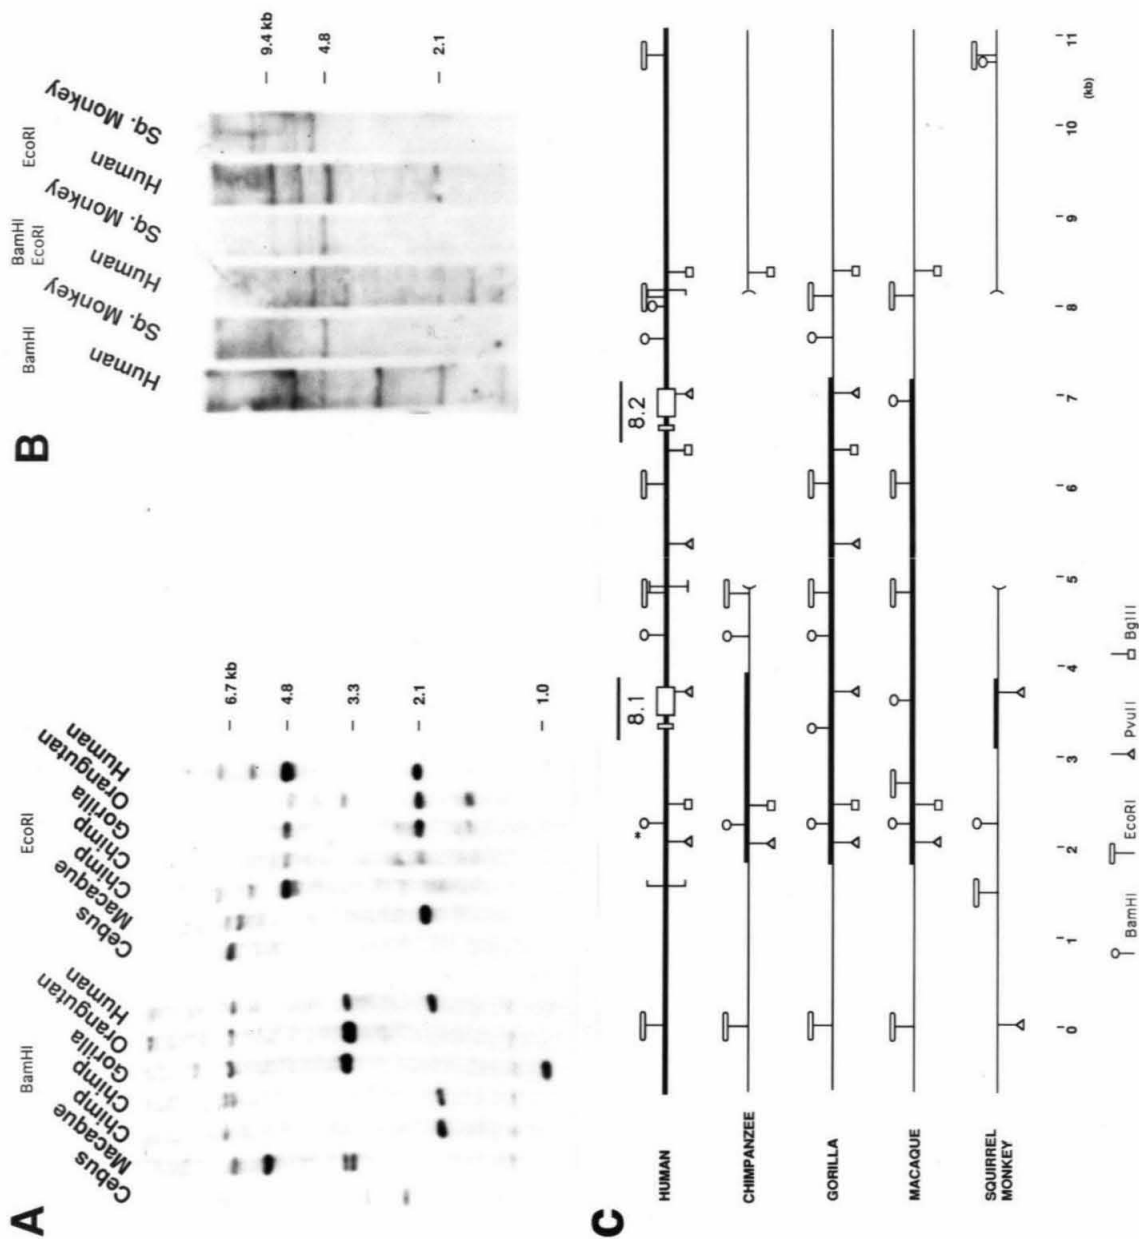 A
BamHI
EcoRI
Cebus
Macaque
Chimp
Chimp
Gorilla
Orangutan
Human
Cebus
Macaque
Chimp
Chimp
Gorilla
Orangutan
Human
– 6.7 kb
– 4.8
– 3.3
– 2.1
– 1.0
B
BamHI
BamHI
EcoRI
EcoRI
Human
Sq. Monkey
Human
Sq. Monkey
Human
Sq. Monkey
– 9.4 kb
– 4.8
– 2.1
C
8.1
8.2
*
HUMAN
CHIMPANZEE
GORILLA
MACAQUE
SQUIRREL
MONKEY
0 1 2 3 4 5 6 7 8 9 10 11
(kb)
BamHI EcoRI PvuII BglII